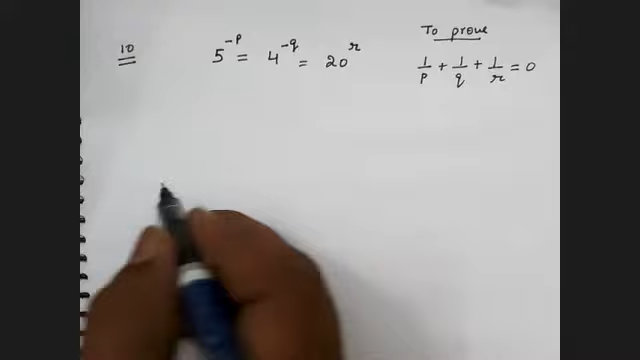 10 5^{-p} = 4^{-q} = 20^{r}
To prove
1/p + 1/q + 1/r = 0